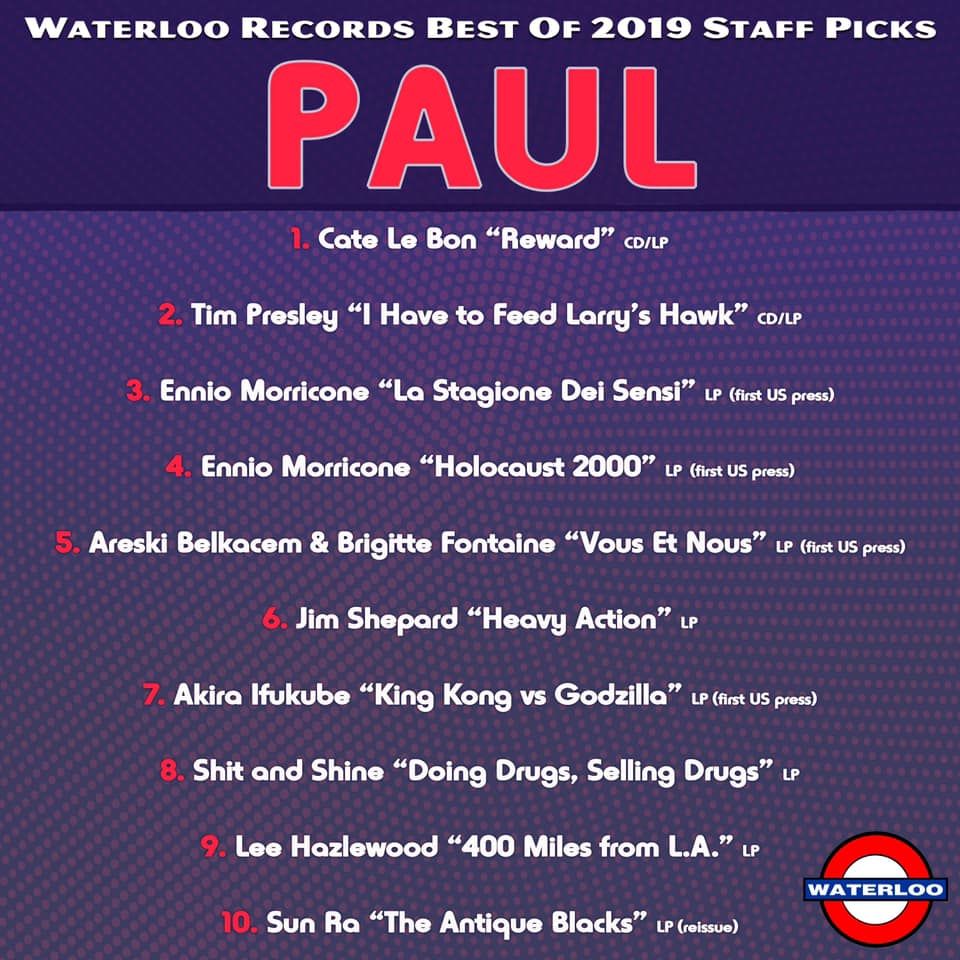 Waterloo Records Best Of 2019 Staff Picks
PAUL
1. Cate Le Bon “Reward” CD/LP
2. Tim Presley “I Have to Feed Larry’s Hawk” CD/LP
3. Ennio Morricone “La Stagione Dei Sensi” LP (first US press)
4. Ennio Morricone “Holocaust 2000” LP (first US press)
5. Areski Belkacem & Brigitte Fontaine “Vous Et Nous” LP (first US press)
6. Jim Shepard “Heavy Action” LP
7. Akira Ifukube “King Kong vs Godzilla” LP (first US press)
8. Shit and Shine “Doing Drugs, Selling Drugs” LP
9. Lee Hazlewood “400 Miles from L.A.” LP
10. Sun Ra “The Antique Blacks” LP (reissue)
WATERLOO